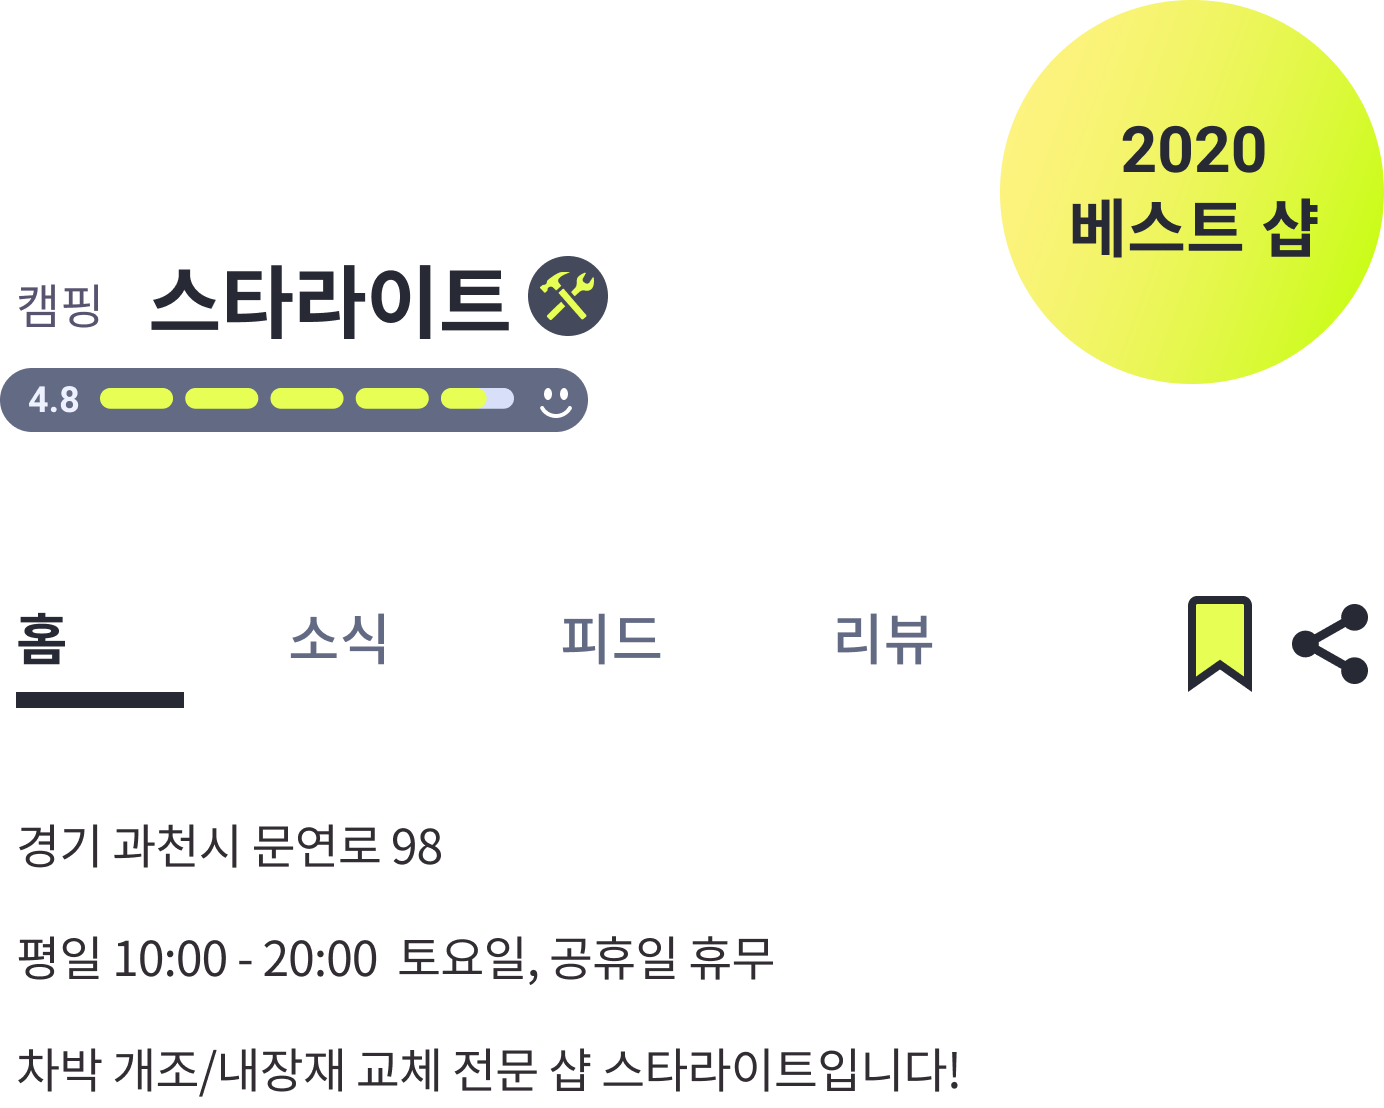 2020
베스트 샵
캠핑 스타라이트
4.8
홈 소식 피드 리뷰
경기 과천시 문연로 98
평일 10:00 - 20:00 토요일, 공휴일 휴무
차박 개조/내장재 교체 전문 샵 스타라이트입니다!